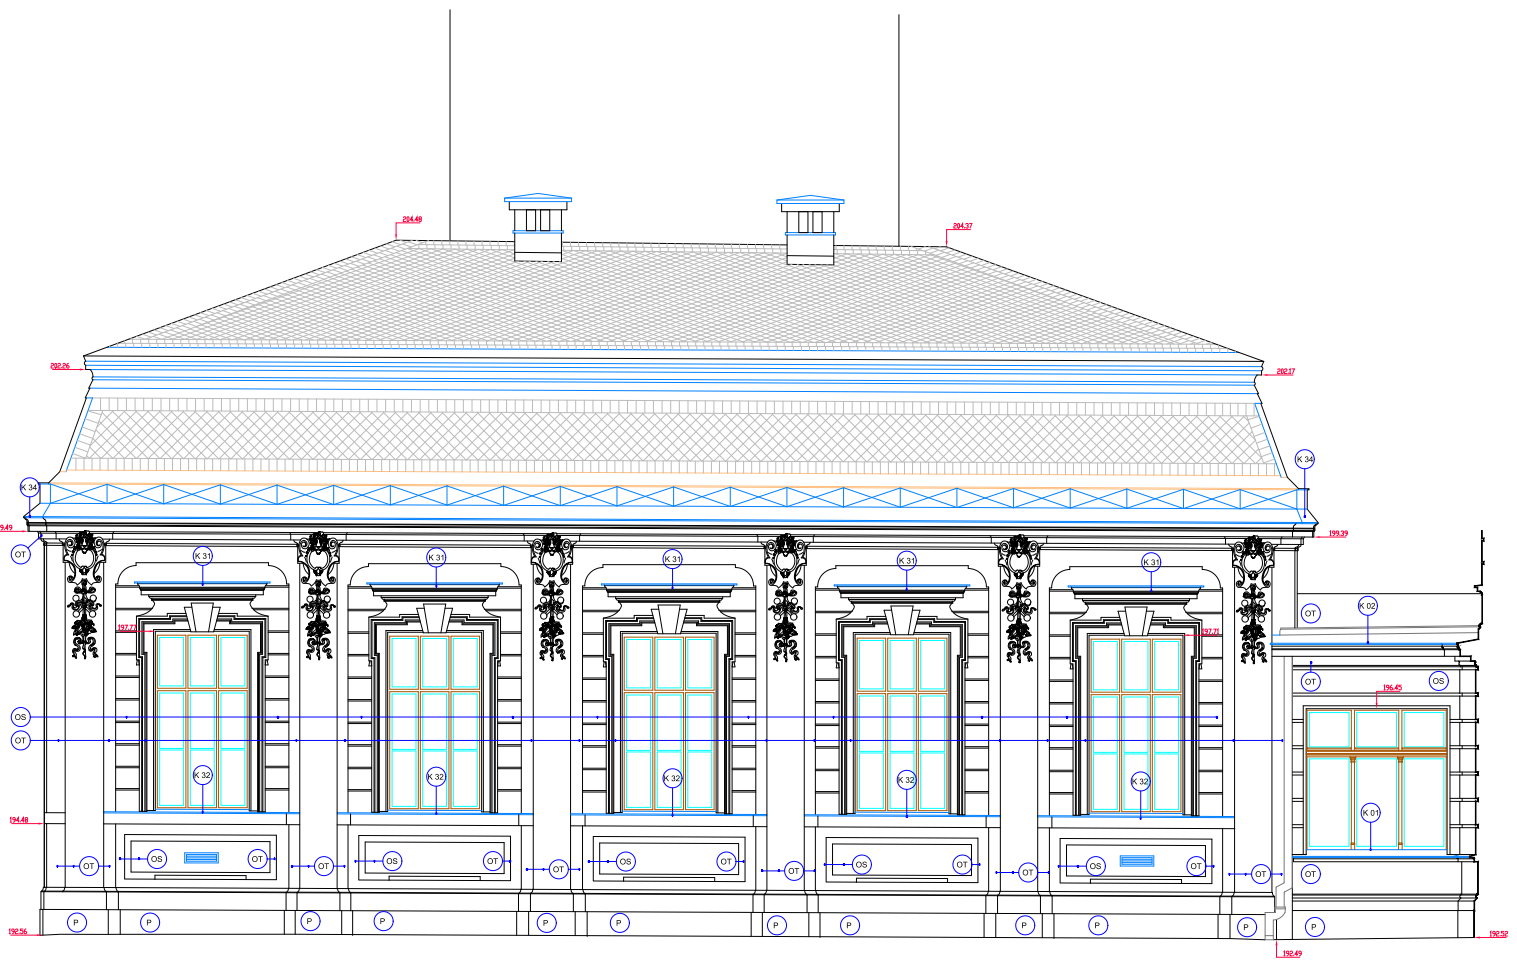 204.48
204.37
202.26
202.17
K 34
K 34
9.49
199.39
OT
K 31
K 31
K 31
K 31
K 31
OT
K 02
197.77
197.71
OT
OS
196.45
OS
OT
K 32
K 32
K 32
K 32
K 32
K 01
194.48
OT
OS
OT
OT
OS
OT
OT
OS
OT
OT
OS
OT
OT
OS
OT
OT
OT
P
P
P
P
P
P
P
P
P
P
P
192.56
192.52
192.49